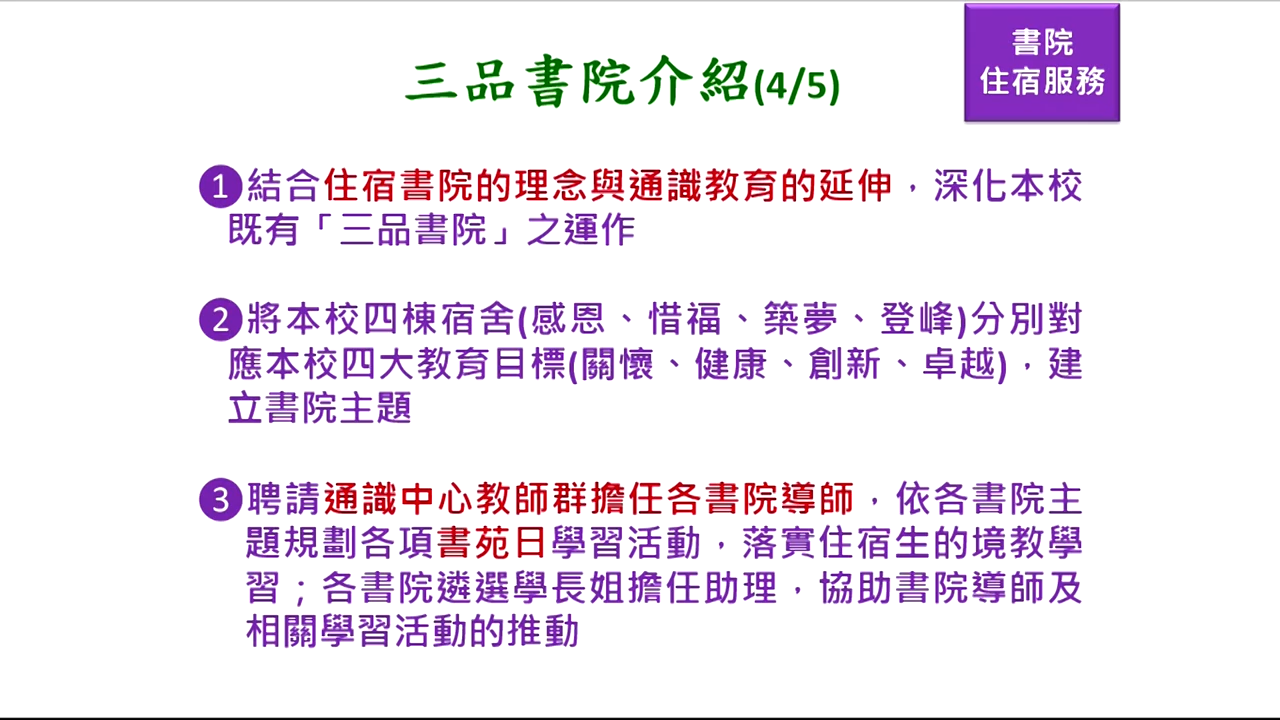 書院
住宿服務
三品書院介紹(4/5)
❶結合住宿書院的理念與通識教育的延伸，深化本校
既有「三品書院」之運作
❷將本校四棟宿舍(感恩、惜福、築夢、登峰)分別對
應本校四大教育目標(關懷、健康、創新、卓越)，建
立書院主題
❸聘請通識中心教師群擔任各書院導師，依各書院主
題規劃各項書苑日學習活動，落實住宿生的境教學
習；各書院遴選學長姐擔任助理，協助書院導師及
相關學習活動的推動